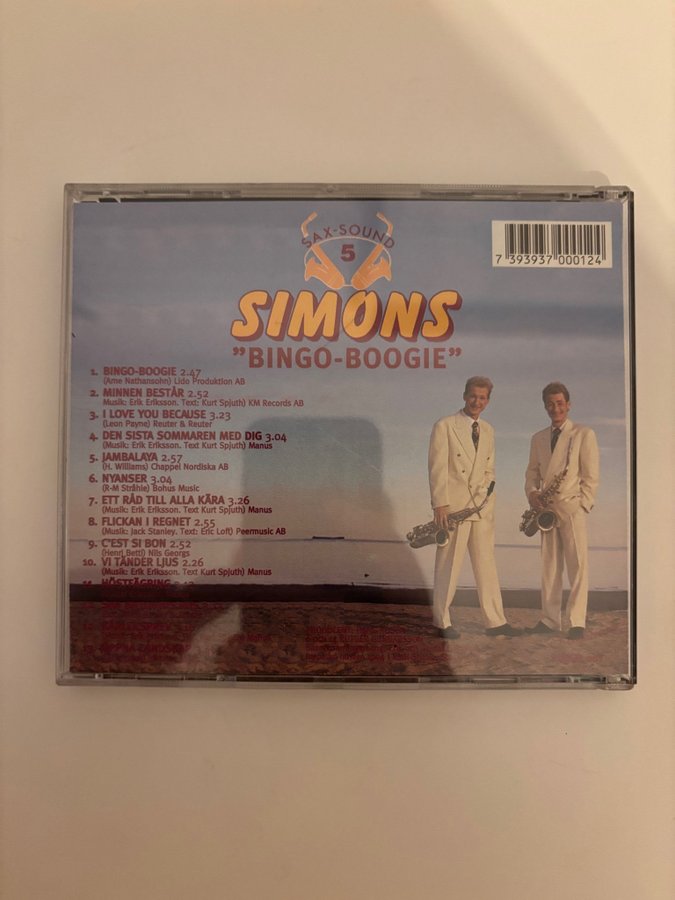 SAX-SOUND
5
SIMONS
”BINGO-BOOGIE”
7 393937 000124
1. BINGO-BOOGIE 2.47
(Arne Nathansohn) Lido Produktion AB
2. MINNEN BESTÅR 2.52
Musik: Erik Eriksson. Text: Kurt Spjuth) KM Records AB
3. I LOVE YOU BECAUSE 3.23
(Leon Payne) Reuter & Reuter
4. DEN SISTA SOMMAREN MED DIG 3.04
(Musik: Erik Eriksson. Text Kurt Spjuth) Manus
5. JAMBALAYA 2.57
(H. Williams) Chappel Nordiska AB
6. NYANSER 3.04
(R-M Stråhle) Bohus Music
7. ETT RÅD TILL ALLA KÄRA 3.26
(Musik: Erik Eriksson. Text Kurt Spjuth) Manus
8. FLICKAN I REGNET 2.55
(Musik: Jack Stanley. Text: Eric Loft) Peermusic AB
9. C'EST SI BON 2.52
(Henri Betti) Nils Georgs
10. VI TÄNDER LJUS 2.26
(Musik: Erik Eriksson. Text Kurt Spjuth) Manus
11. HÖSTFÄGRING